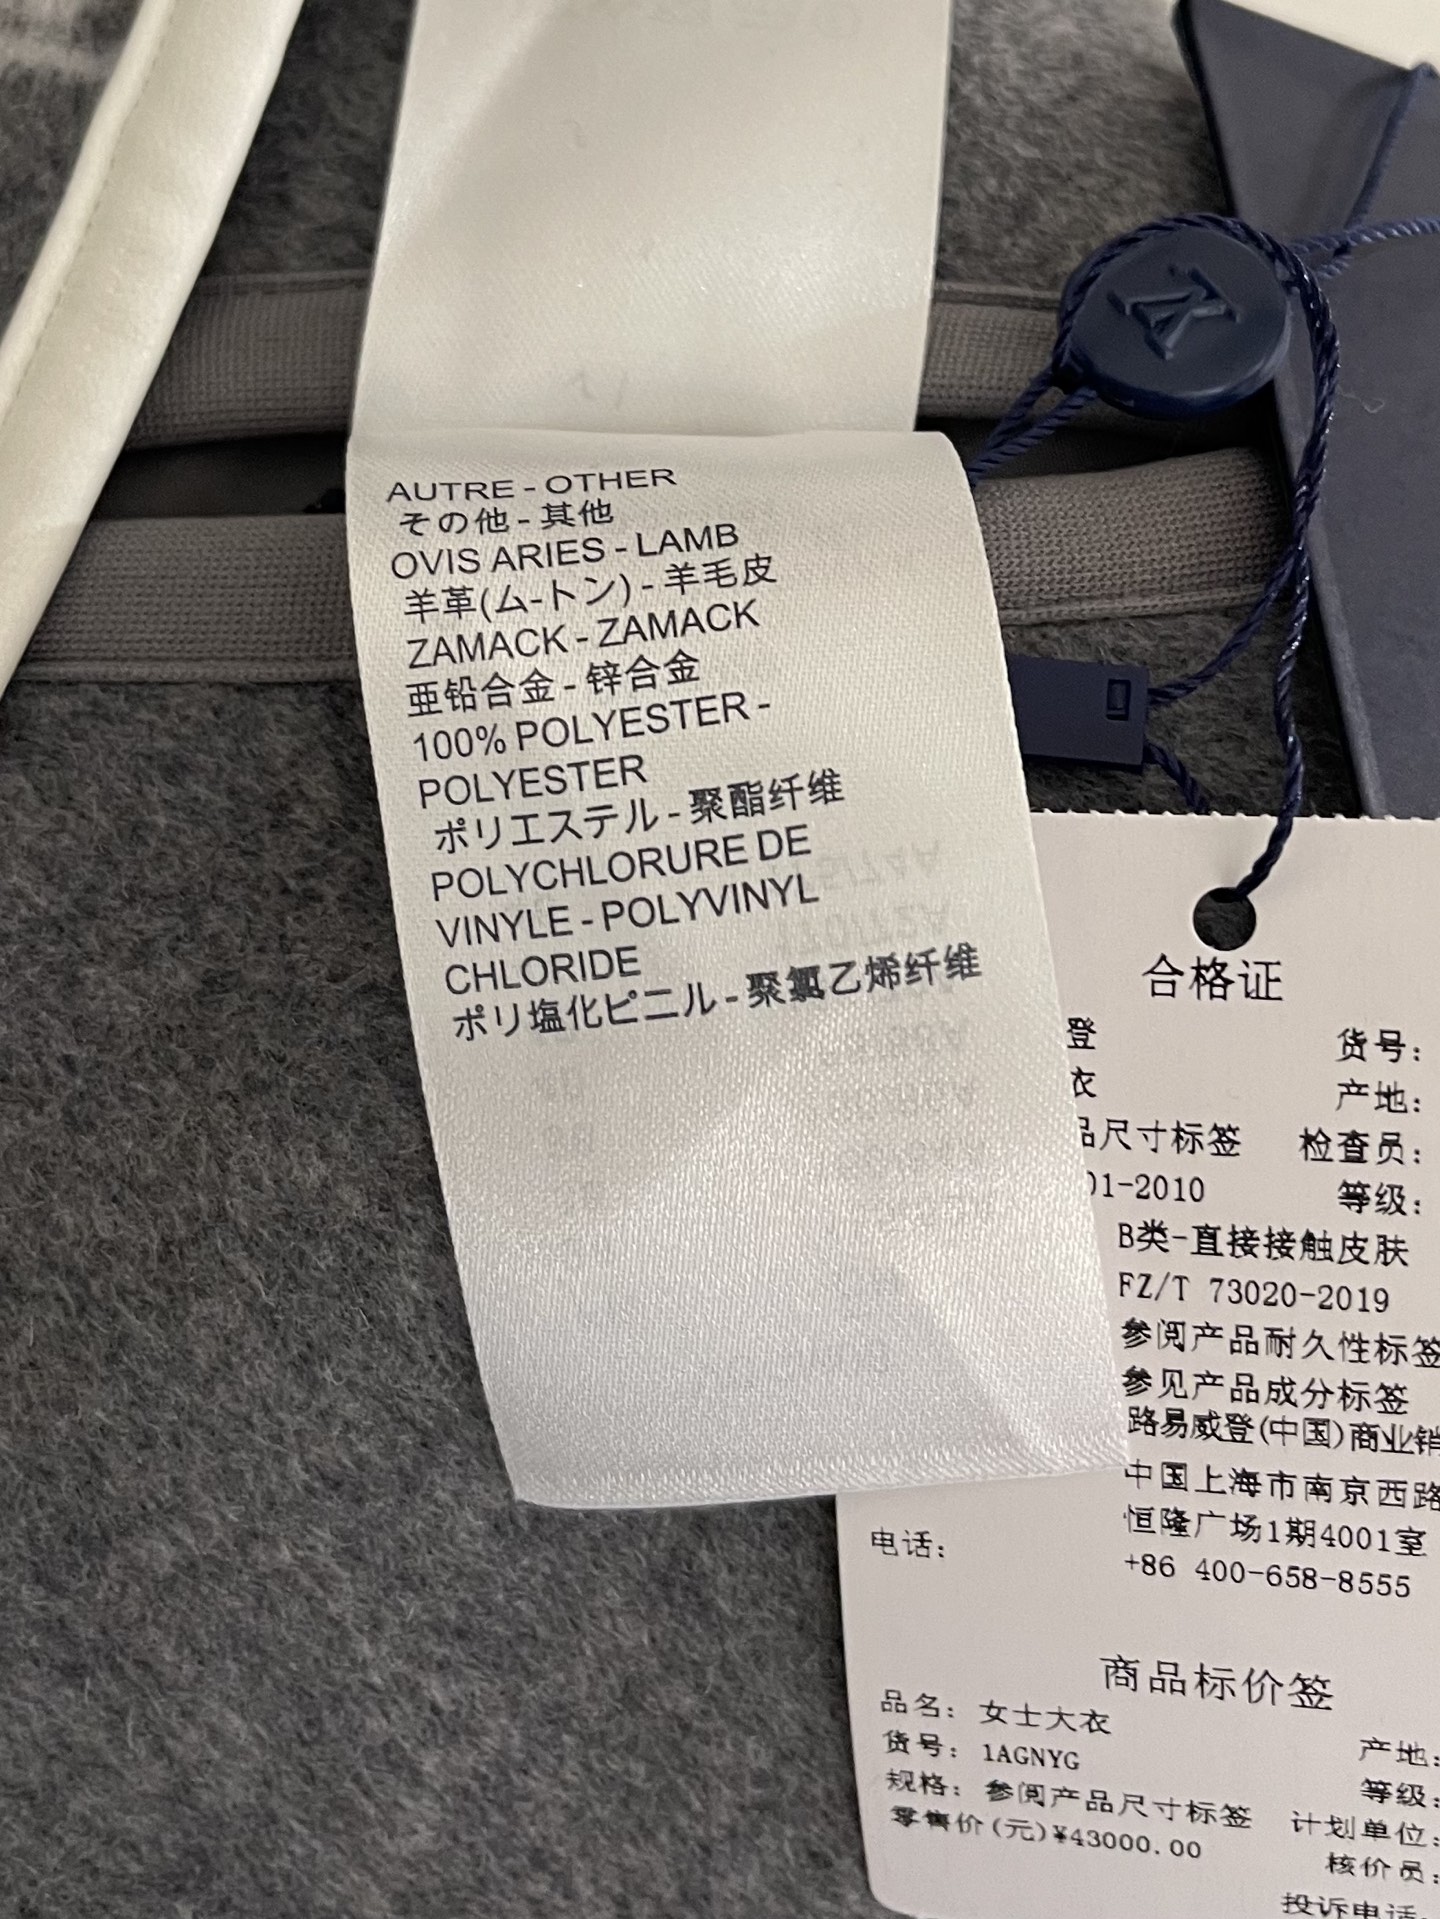 AUTRE - OTHER
その他 - 其他
OVIS ARIES - LAMB
羊革(ム-トン) - 羊毛皮
ZAMACK - ZAMACK
亜鉛合金 - 锌合金
100% POLYESTER -
POLYESTER
ポリエステル - 聚酯纤维
POLYCHLORURE DE
VINYLE - POLYVINYL
CHLORIDE
ポリ塩化ビニル - 聚氯乙烯纤维
合格证
登 货号:
衣 产地:
品尺寸标签 检查员:
01-2010 等级:
B类-直接接触皮肤
FZ/T 73020-2019
参阅产品耐久性标签
参见产品成分标签
路易威登(中国)商业销
中国上海市南京西路
恒隆广场1期4001室
电话: +86 400-658-8555
商品标价签
品名: 女士大衣 产地:
货号: 1AGNYG 等级:
规格: 参阅产品尺寸标签 计划单位:
零售价(元)¥43000.00 核价员:
投诉电话: